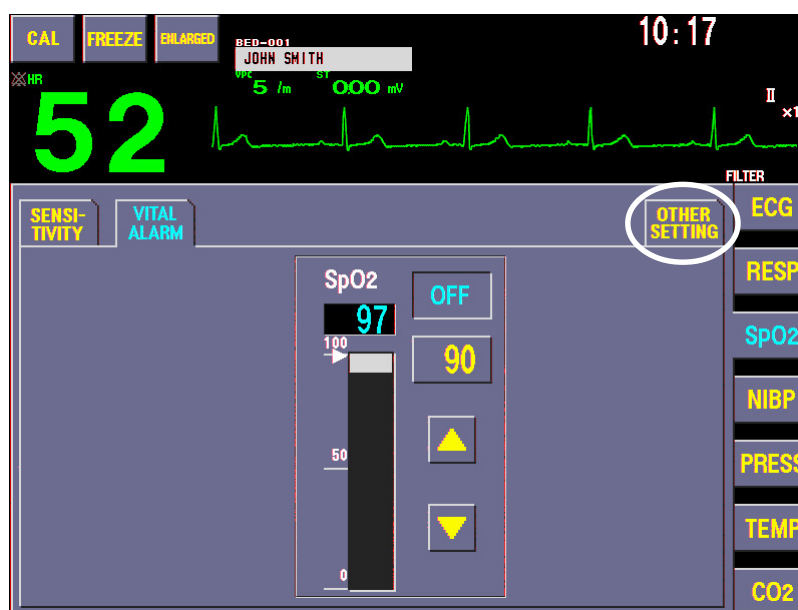 CAL
FREEZE
ENLARGED
BED-001
JOHN SMITH
10:17
HR
52
VPC
5 /m
ST
0.00 mV
II
×1
FILTER
SENSI-
TIVITY
VITAL
ALARM
OTHER
SETTING
ECG
RESP
SpO2
NIBP
PRESS
TEMP
CO2
SpO2
97
OFF
90
100
50
0